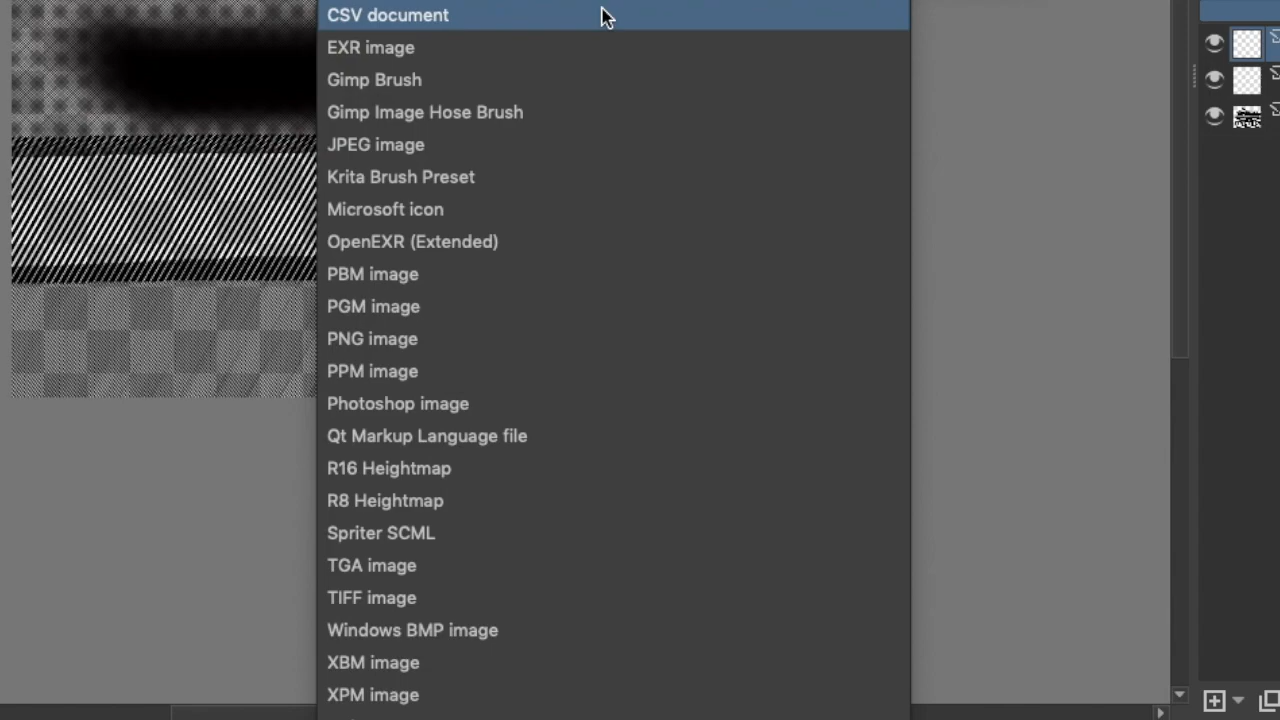 CSV document
EXR image
Gimp Brush
Gimp Image Hose Brush
JPEG image
Krita Brush Preset
Microsoft icon
OpenEXR (Extended)
PBM image
PGM image
PNG image
PPM image
Photoshop image
Qt Markup Language file
R16 Heightmap
R8 Heightmap
Spriter SCML
TGA image
TIFF image
Windows BMP image
XBM image
XPM image